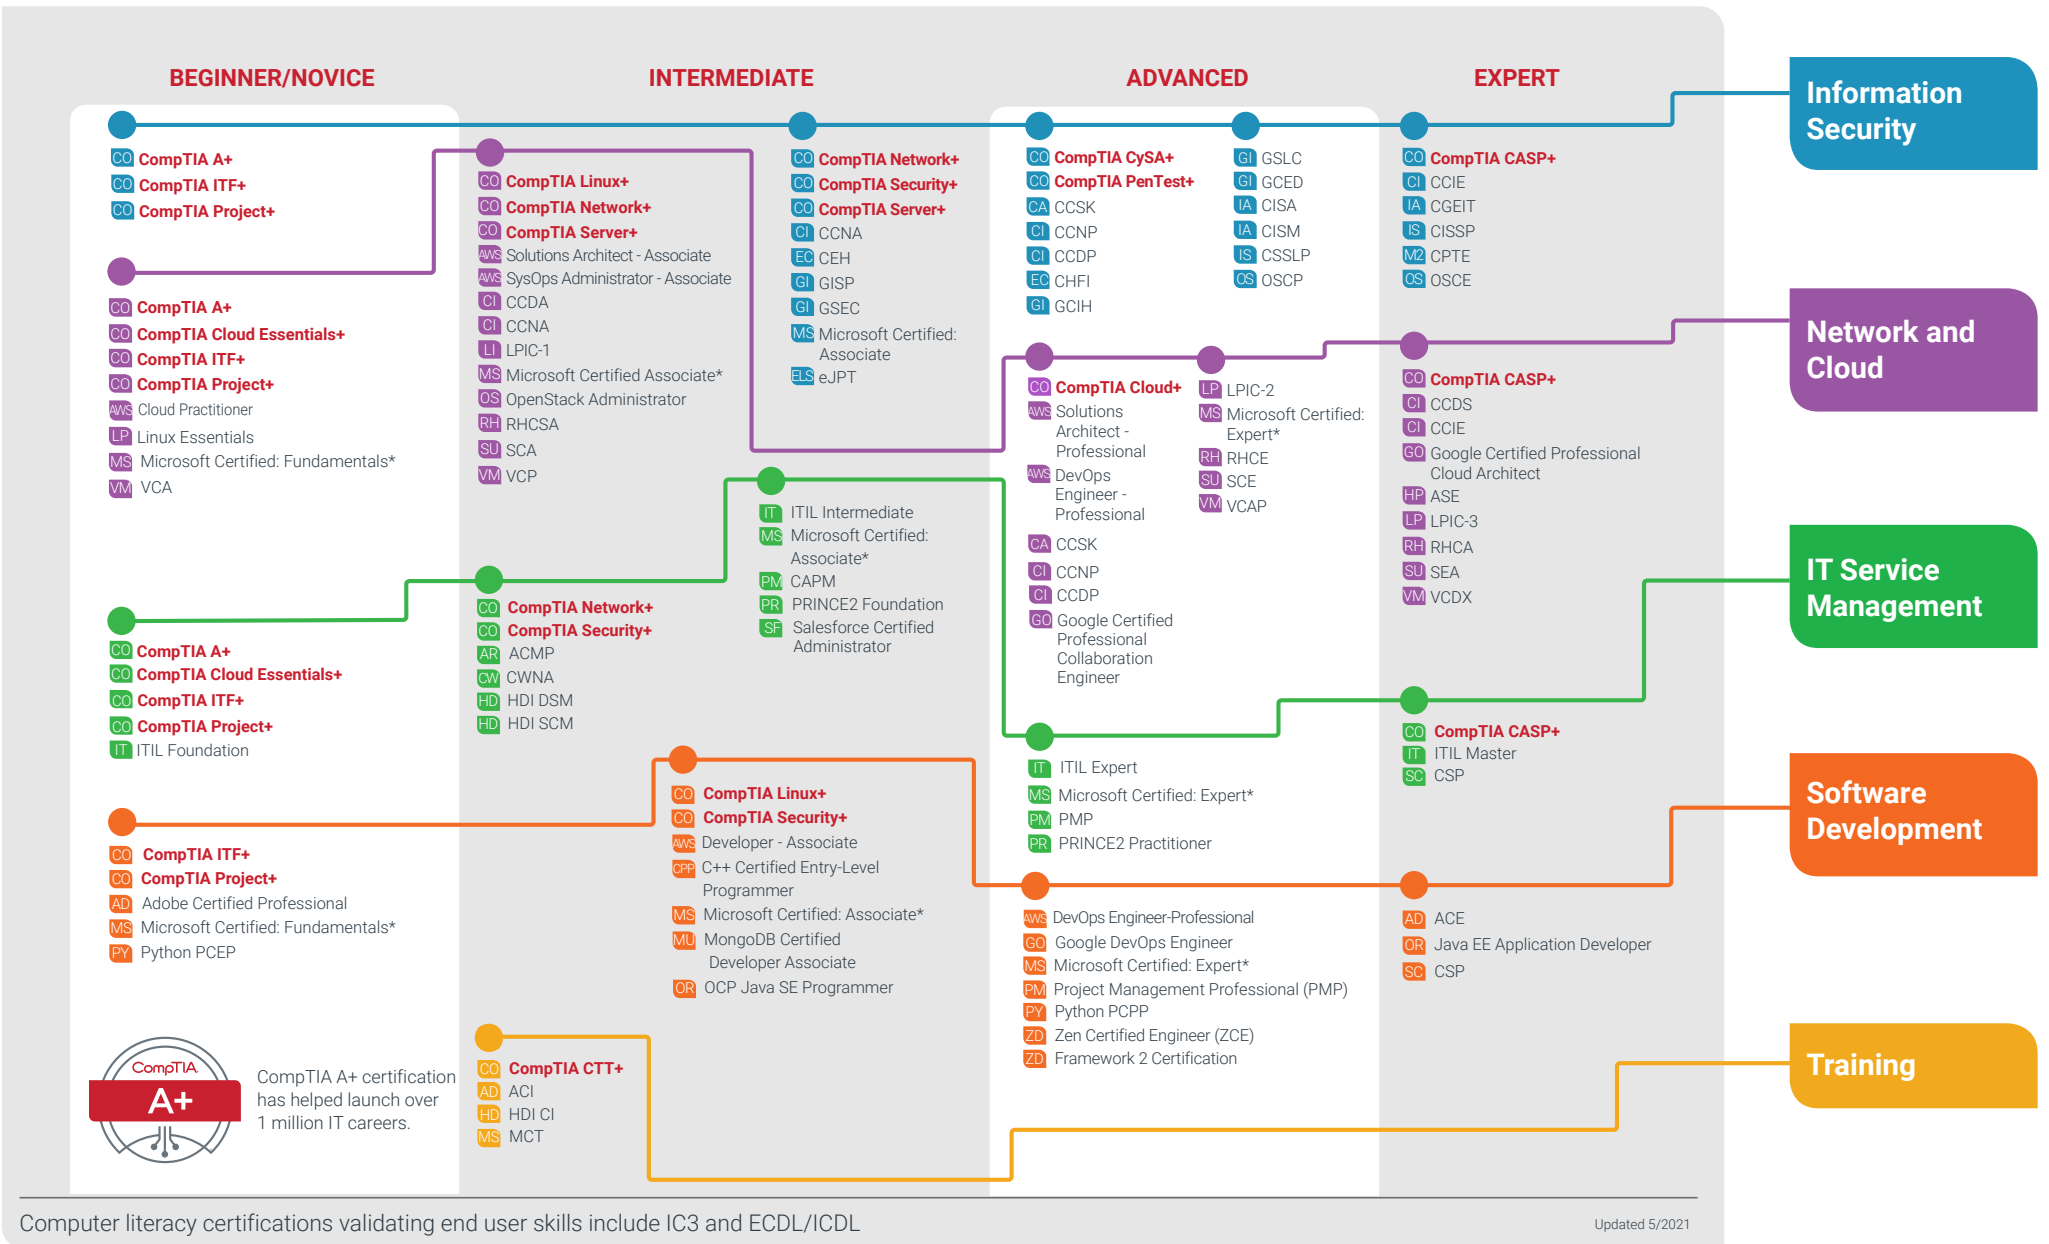 BEGINNER/NOVICE
INTERMEDIATE
ADVANCED
EXPERT
Information
Security
CO CompTIA A+
CO CompTIA ITF+
CO CompTIA Project+
CO CompTIA Network+
CO CompTIA Security+
CO CompTIA Server+
CI CCNA
EC CEH
GI GISP
GI GSEC
MS Microsoft Certified:
Associate
ELS eJPT
CO CompTIA CySA+
CO CompTIA PenTest+
CA CCSK
CI CCNP
CI CCDP
EC CHFI
GI GCIH
GI GSLC
GI GCED
IA CISA
IA CISM
IS CSSLP
OS OSCP
CO CompTIA CASP+
CI CCIE
IA CGEIT
IS CISSP
M2 CPTE
OS OSCE
Network and
Cloud
CO CompTIA A+
CO CompTIA Cloud Essentials+
CO CompTIA ITF+
CO CompTIA Project+
AWS Cloud Practitioner
LP Linux Essentials
MS Microsoft Certified: Fundamentals*
VM VCA
CO CompTIA Linux+
CO CompTIA Network+
CO CompTIA Server+
AWS Solutions Architect - Associate
AWS SysOps Administrator - Associate
CI CCDA
CI CCNA
LI LPIC-1
MS Microsoft Certified Associate*
OS OpenStack Administrator
RH RHCSA
SU SCA
VM VCP
CO CompTIA Cloud+
AWS Solutions
Architect -
Professional
AWS DevOps
Engineer -
Professional
CA CCSK
CI CCNP
CI CCDP
GO Google Certified
Professional
Collaboration
Engineer
LP LPIC-2
MS Microsoft Certified:
Expert*
RH RHCE
SU SCE
VM VCAP
CO CompTIA CASP+
CI CCDS
CI CCIE
GO Google Certified Professional
Cloud Architect
HP ASE
LP LPIC-3
RH RHCA
SU SEA
VM VCDX
IT Service
Management
CO CompTIA A+
CO CompTIA Cloud Essentials+
CO CompTIA ITF+
CO CompTIA Project+
IT ITIL Foundation
CO CompTIA Network+
CO CompTIA Security+
AR ACMP
CW CWNA
HD HDI DSM
HD HDI SCM
IT ITIL Intermediate
MS Microsoft Certified:
Associate*
PM CAPM
PR PRINCE2 Foundation
SF Salesforce Certified
Administrator
IT ITIL Expert
MS Microsoft Certified: Expert*
PM PMP
PR PRINCE2 Practitioner
CO CompTIA CASP+
IT ITIL Master
SC CSP
Software
Development
CO CompTIA ITF+
CO CompTIA Project+
AD Adobe Certified Professional
MS Microsoft Certified: Fundamentals*
PY Python PCEP
CO CompTIA Linux+
CO CompTIA Security+
AWS Developer - Associate
CPP C++ Certified Entry-Level
Programmer
MS Microsoft Certified: Associate*
MU MongoDB Certified
Developer Associate
OR OCP Java SE Programmer
AWS DevOps Engineer-Professional
GO Google DevOps Engineer
MS Microsoft Certified: Expert*
PM Project Management Professional (PMP)
PY Python PCPP
ZD Zen Certified Engineer (ZCE)
ZD Framework 2 Certification
AD ACE
OR Java EE Application Developer
SC CSP
Training
CO CompTIA CTT+
AD ACI
HD HDI CI
MS MCT
CompTIA.
A+
CompTIA A+ certification
has helped launch over
1 million IT careers.
Computer literacy certifications validating end user skills include IC3 and ECDL/ICDL
Updated 5/2021